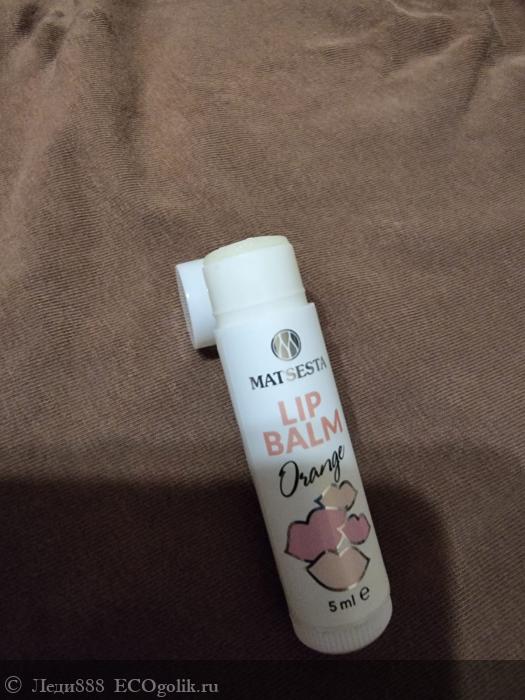 MATSESTA
LIP
BALM
Orange
5 ml e
© Леди888 ECOgolik.ru